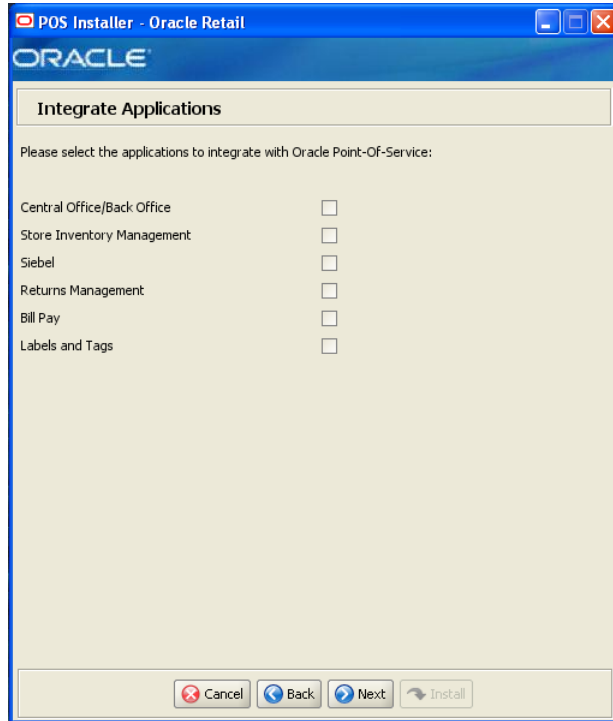 POS Installer - Oracle Retail
ORACLE
Integrate Applications
Please select the applications to integrate with Oracle Point-Of-Service:
Central Office/Back Office
Store Inventory Management
Siebel
Returns Management
Bill Pay
Labels and Tags
Cancel Back Next Install